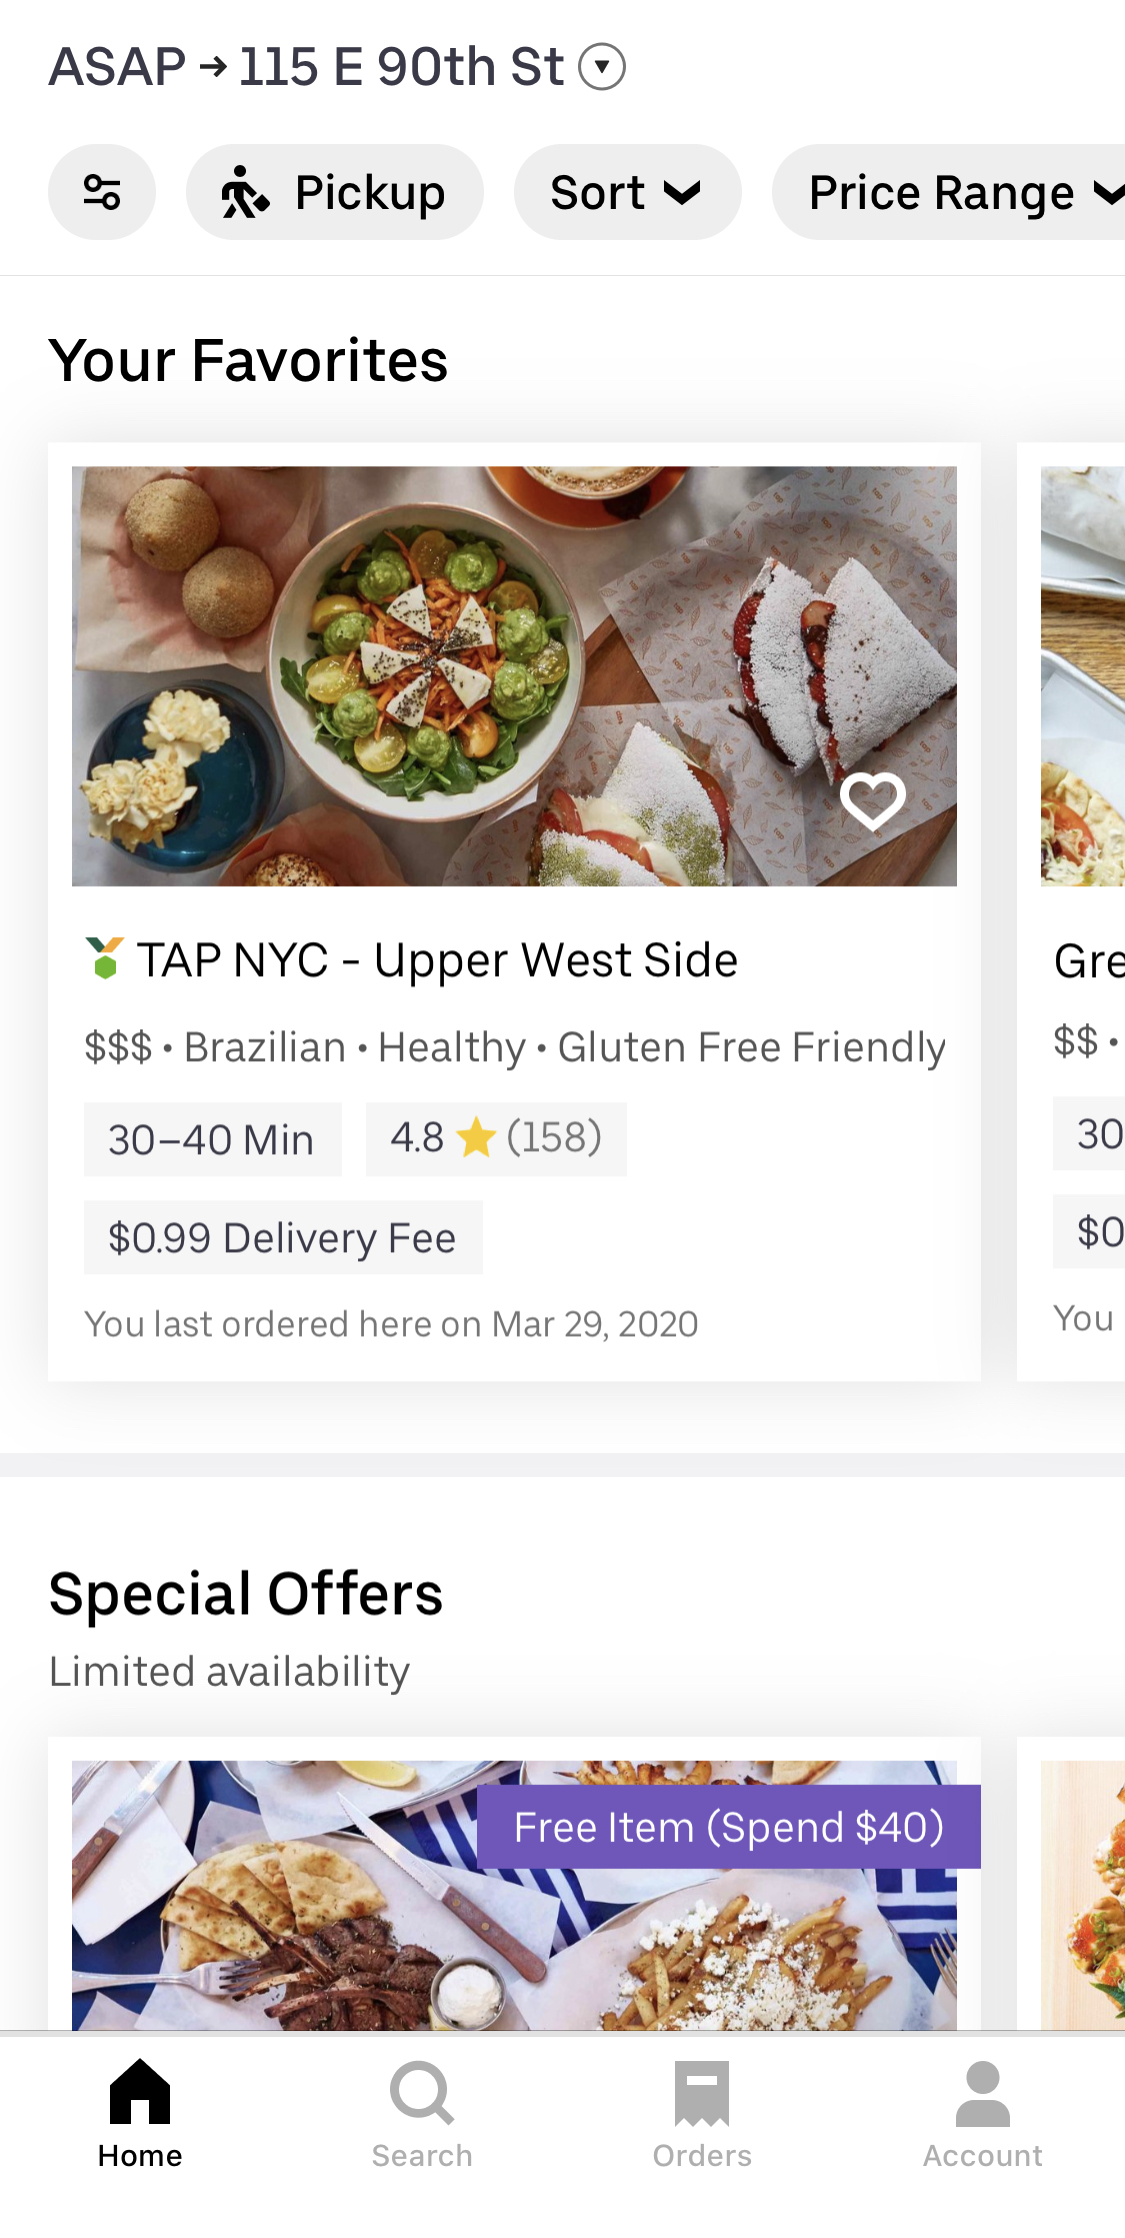 ASAP → 115 E 90th St
Pickup
Sort
Price Range
Your Favorites
TAP NYC - Upper West Side
$$$ • Brazilian • Healthy • Gluten Free Friendly
30–40 Min
4.8 ★ (158)
$0.99 Delivery Fee
You last ordered here on Mar 29, 2020
Gre
$$ •
30
$0
You
Special Offers
Limited availability
Free Item (Spend $40)
Home
Search
Orders
Account